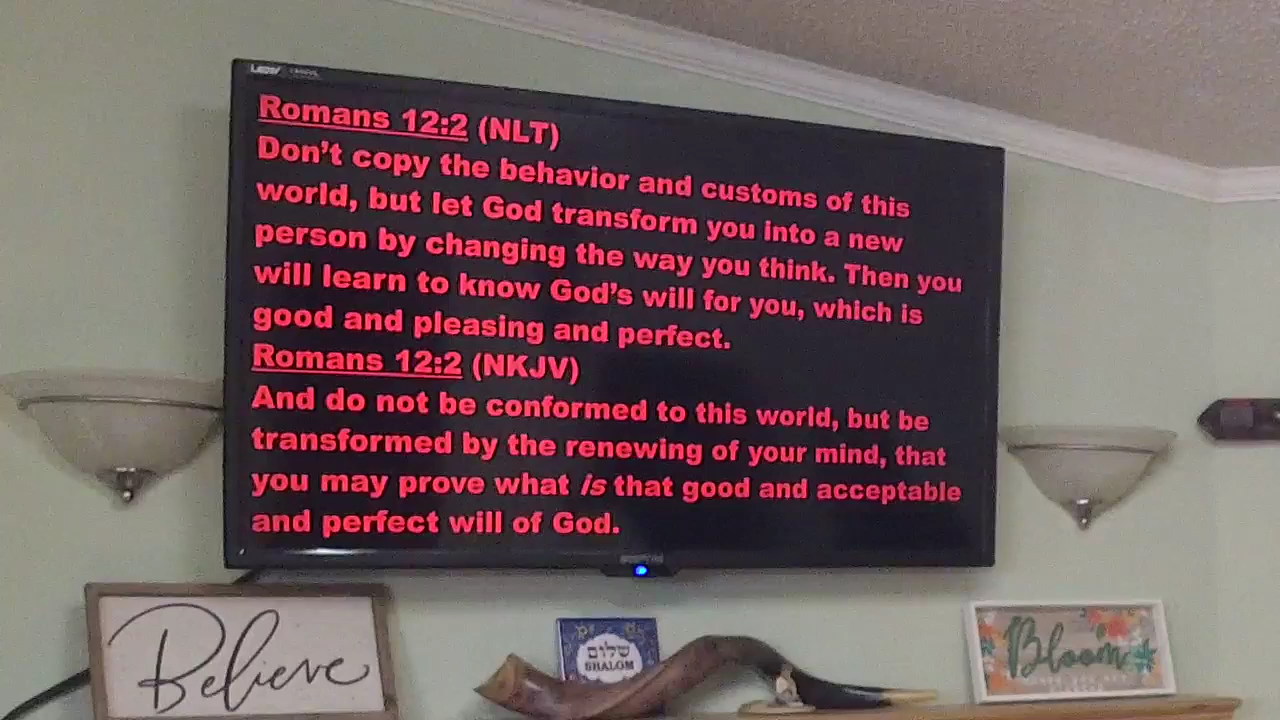 Romans 12:2 (NLT)
Don't copy the behavior and customs of this
world, but let God transform you into a new
person by changing the way you think. Then you
will learn to know God's will for you, which is
good and pleasing and perfect.
Romans 12:2 (NKJV)
And do not be conformed to this world, but be
transformed by the renewing of your mind, that
you may prove what is that good and acceptable
and perfect will of God.
Believe
שלום
SHALOM
Bloom